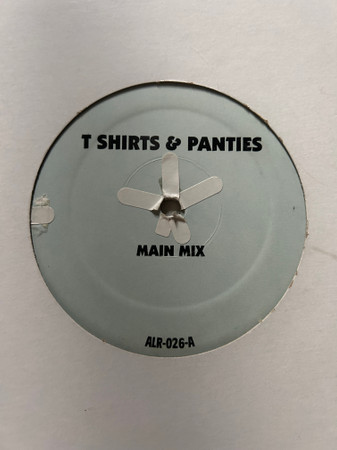 T SHIRTS & PANTIES
MAIN MIX
ALR-026-A